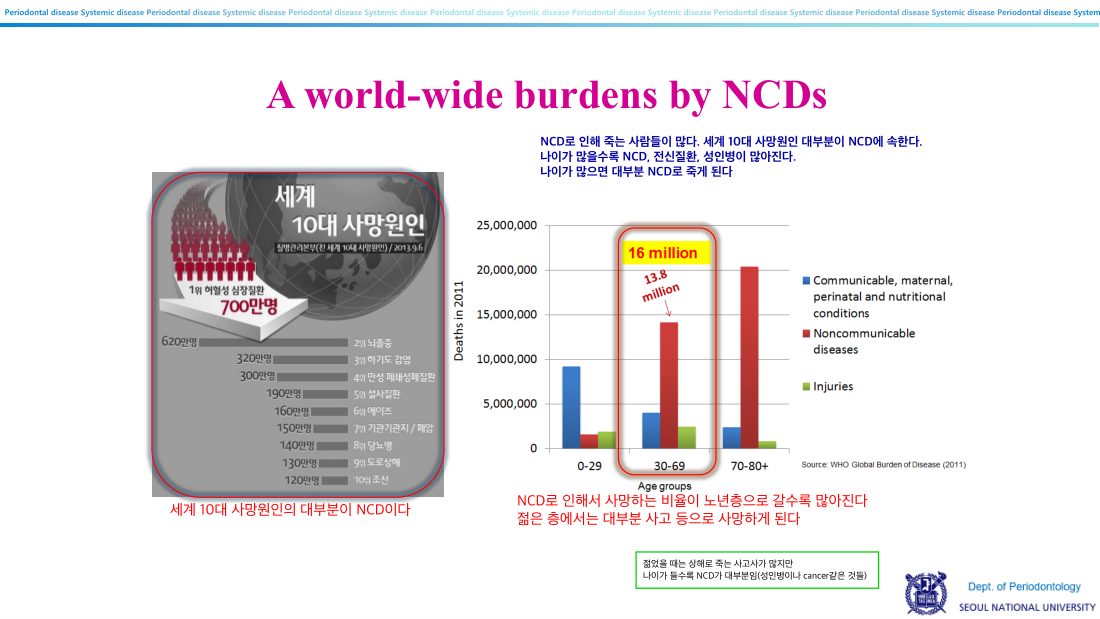 Periodontal disease Systemic disease Periodontal disease Systemic disease Periodontal disease Systemic disease Periodontal disease Systemic disease Periodontal disease Systemic disease Periodontal disease Systemic disease Periodontal disease Systemic disease Periodontal disease System
A world-wide burdens by NCDs
NCD로 인해 죽는 사람들이 많다. 세계 10대 사망원인 대부분이 NCD에 속한다.
나이가 많을수록 NCD, 전신질환, 성인병이 많아진다.
나이가 많으면 대부분 NCD로 죽게 된다
세계
10대 사망원인
질병관리본부(전 세계 10대 사망원인) / 2013.9.6
1위 허혈성 심장질환
700만명
620만명 2위 뇌졸중
320만명 3위 하기도 감염
300만명 4위 만성 폐쇄성폐질환
190만명 5위 설사질환
160만명 6위 에이즈
150만명 7위 기관기관지 / 폐암
140만명 8위 당뇨병
130만명 9위 도로상해
120만명 10위 조산
세계 10대 사망원인의 대부분이 NCD이다
Deaths in 2011
25,000,000
20,000,000
15,000,000
10,000,000
5,000,000
0
16 million
13.8
million
0-29 30-69 70-80+
Age groups
Communicable, maternal,
perinatal and nutritional
conditions
Noncommunicable
diseases
Injuries
Source: WHO Global Burden of Disease (2011)
NCD로 인해서 사망하는 비율이 노년층으로 갈수록 많아진다
젊은 층에서는 대부분 사고 등으로 사망하게 된다
젊었을 때는 상해로 죽는 사고사가 많지만
나이가 들수록 NCD가 대부분임(성인병이나 cancer같은 것들)
Dept. of Periodontology
SEOUL NATIONAL UNIVERSITY